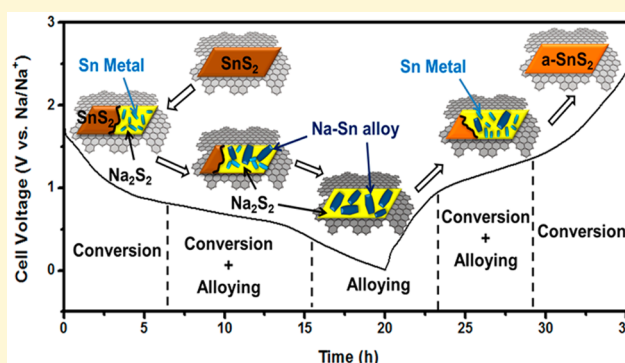 Cell Voltage (V vs. Na/Na⁺)
3
2
1
0
SnS₂
a-SnS₂
Sn Metal
Sn Metal
SnS₂
Na-Sn alloy
Na₂S₂
Na₂S₂
Conversion
Conversion
+
Alloying
Alloying
Conversion
+
Alloying
Conversion
0 5 10 15 20 25 30 35
Time (h)